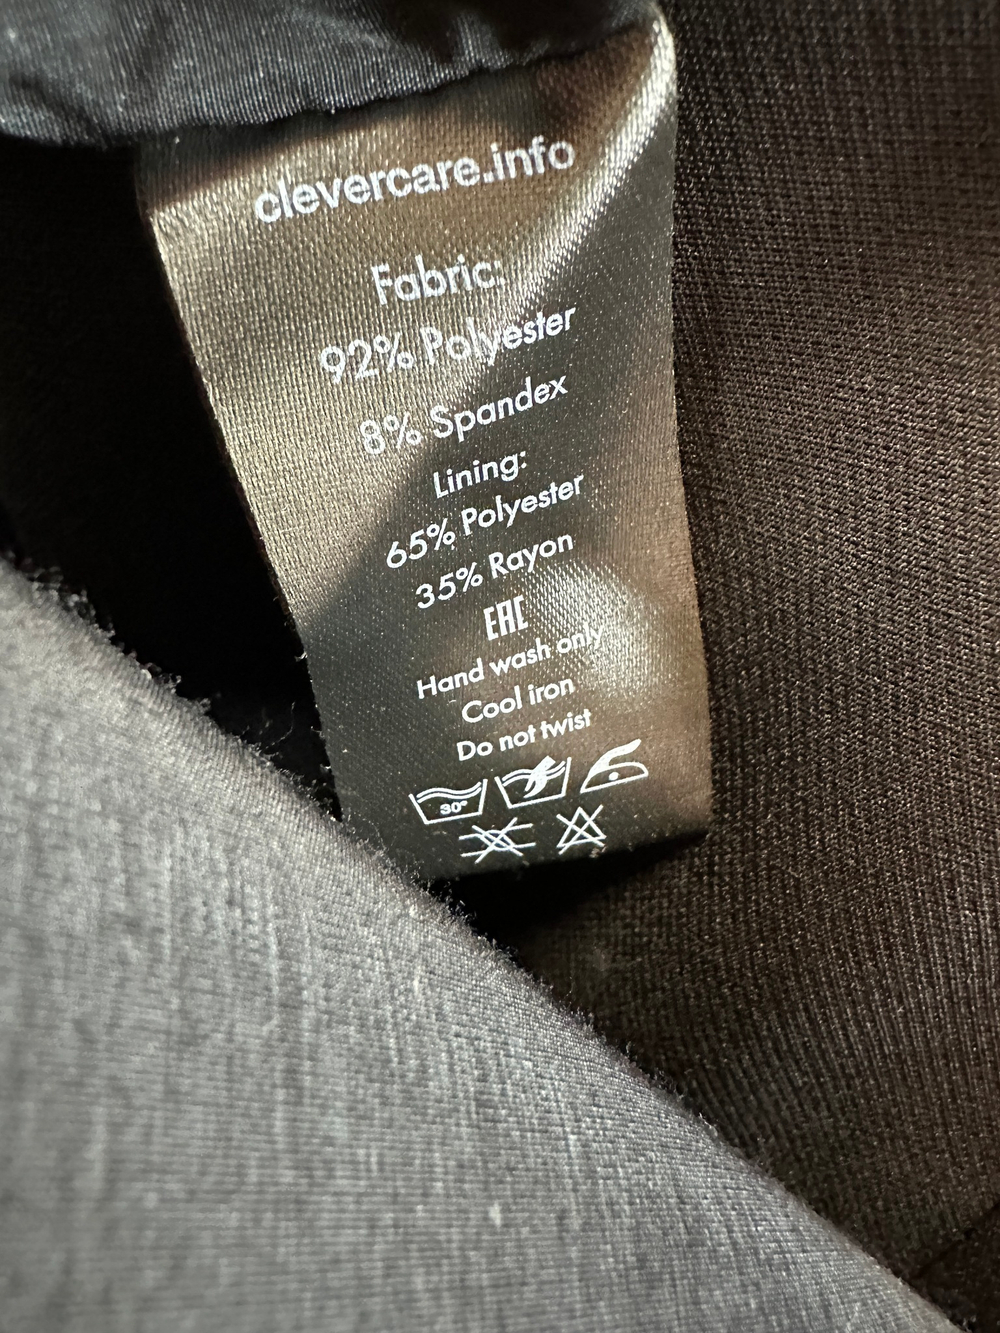 clevercare.info
Fabric:
92% Polyester
8% Spandex
Lining:
65% Polyester
35% Rayon
EAC
Hand wash only
Cool iron
Do not twist
30°